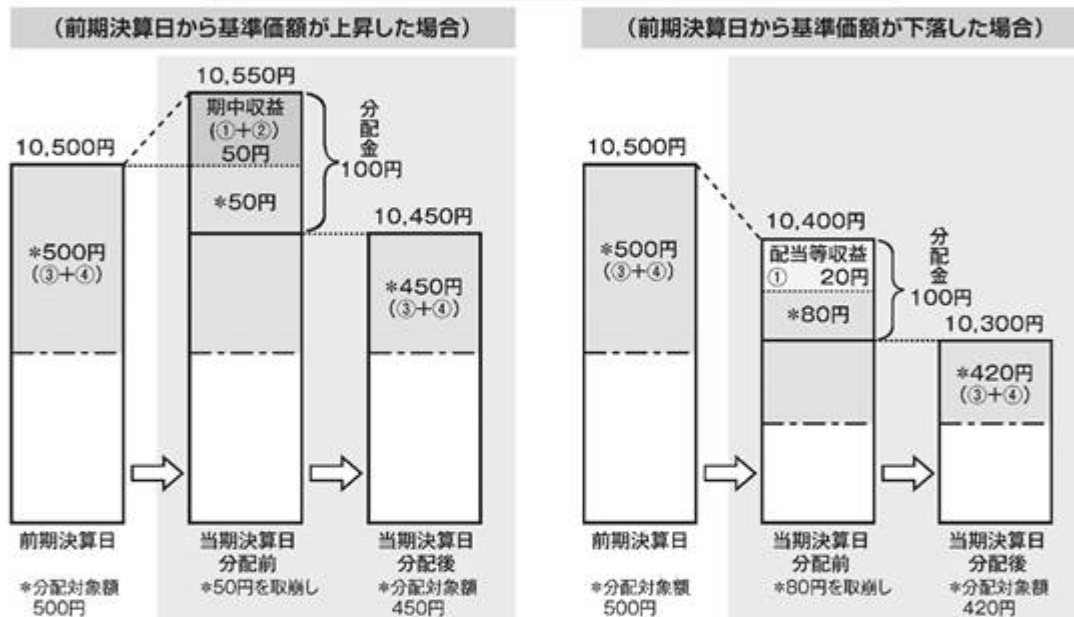 (前期決算日から基準価額が上昇した場合)
10,550円
期中収益
(①+②)
50円
*50円
分配金
100円
10,500円
*500円
(③+④)
10,450円
*450円
(③+④)
前期決算日
*分配対象額
500円
当期決算日
分配前
*50円を取崩し
当期決算日
分配後
*分配対象額
450円
(前期決算日から基準価額が下落した場合)
10,500円
*500円
(③+④)
10,400円
配当等収益
① 20円
*80円
分配金
100円
10,300円
*420円
(③+④)
前期決算日
*分配対象額
500円
当期決算日
分配前
*80円を取崩し
当期決算日
分配後
*分配対象額
420円